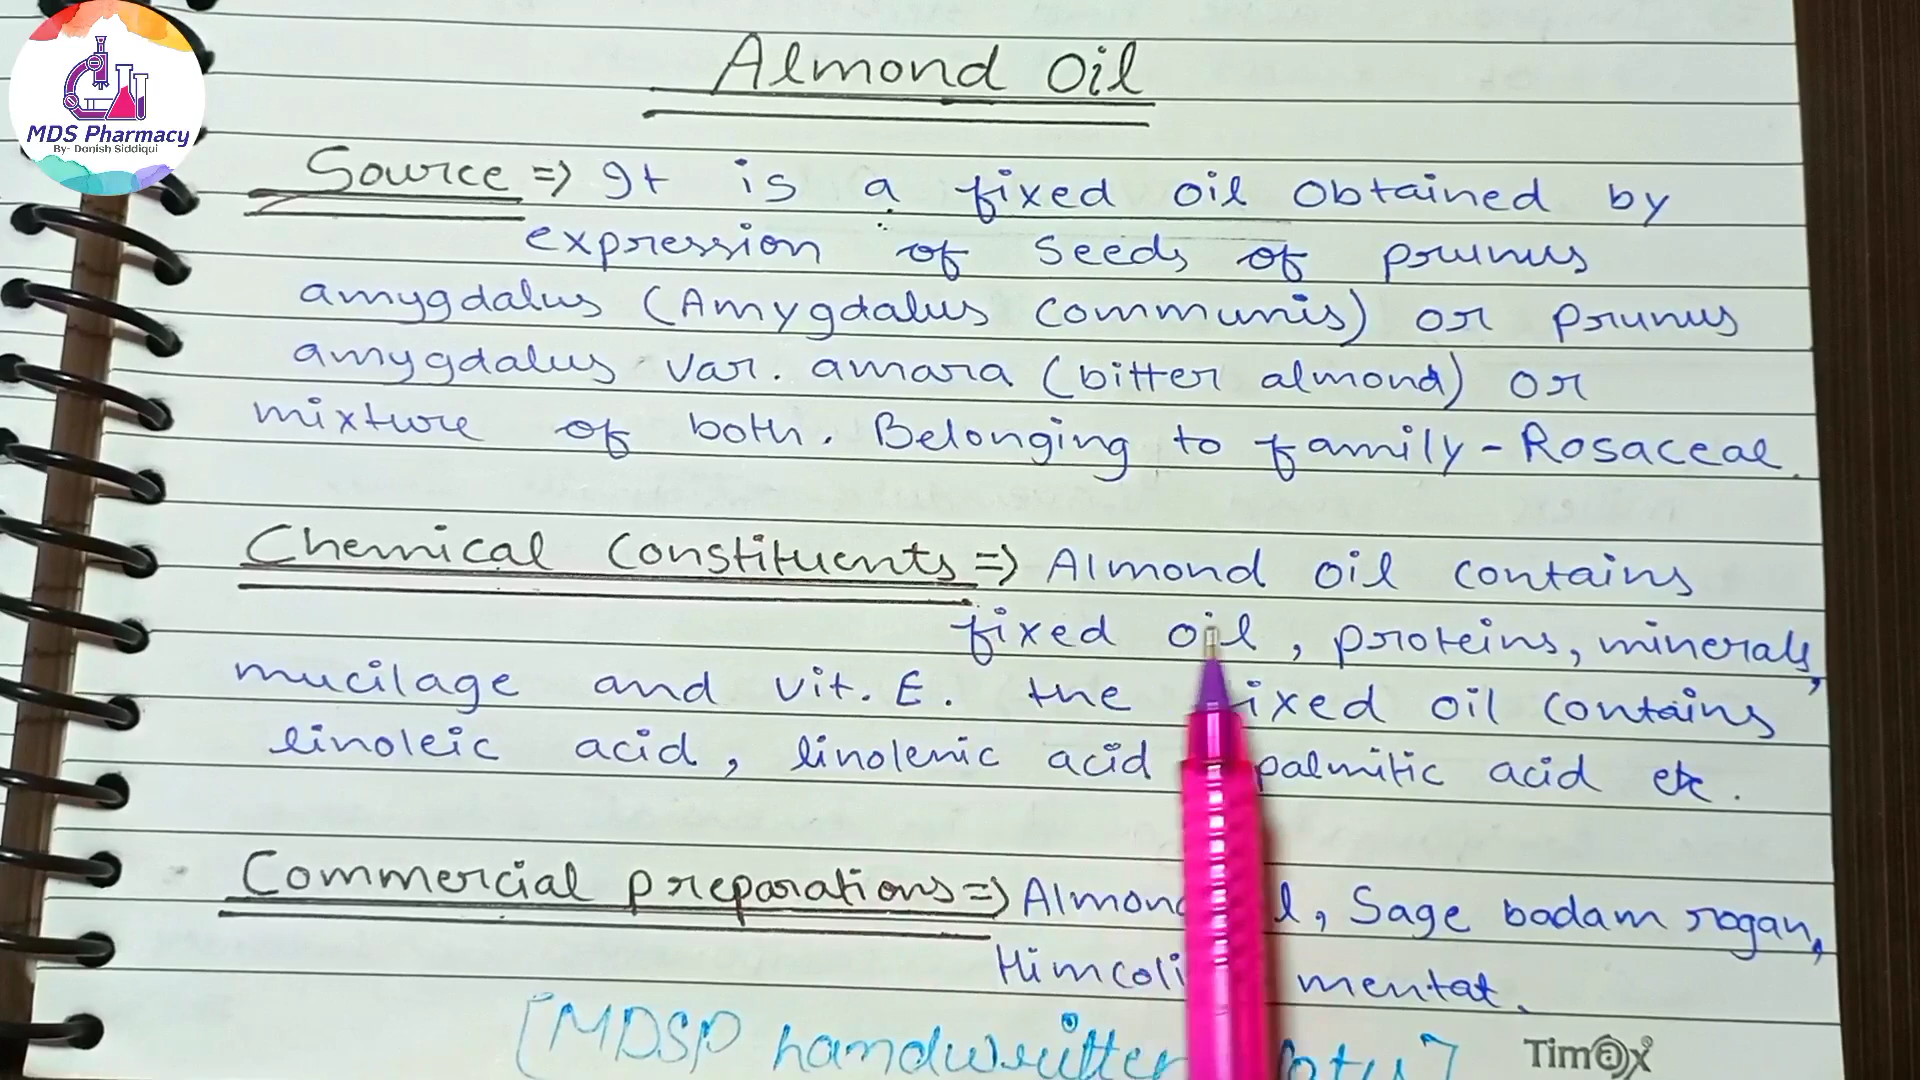 MDS Pharmacy
By- Danish Siddiqui
Almond Oil
Source => It is a fixed oil obtained by
expression of seeds of prunus
amygdalus (Amygdalus communis) or prunus
amygdalus var. amara (bitter almond) or
mixture of both. Belonging to family - Rosaceae.
Chemical Constituents => Almond oil contains
fixed oil, proteins, minerals,
mucilage and vit. E. the fixed oil contains
linoleic acid, linolenic acid palmitic acid etc.
Commercial preparations => Almond, Sage badam rogan,
mentat.
[MDSP handwritten
Timex